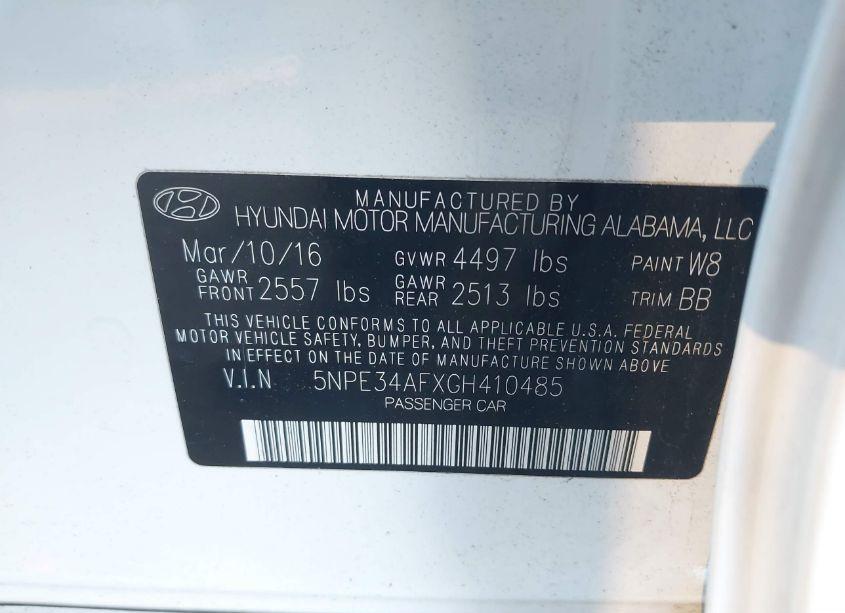 MANUFACTURED BY
HYUNDAI MOTOR MANUFACTURING ALABAMA, LLC
Mar/10/16 GVWR 4497 lbs PAINT W8
GAWR FRONT 2557 lbs GAWR REAR 2513 lbs TRIM BB
THIS VEHICLE CONFORMS TO ALL APPLICABLE U.S.A. FEDERAL
MOTOR VEHICLE SAFETY, BUMPER, AND THEFT PREVENTION STANDARDS
IN EFFECT ON THE DATE OF MANUFACTURE SHOWN ABOVE
V.I.N 5NPE34AFXGH410485
PASSENGER CAR